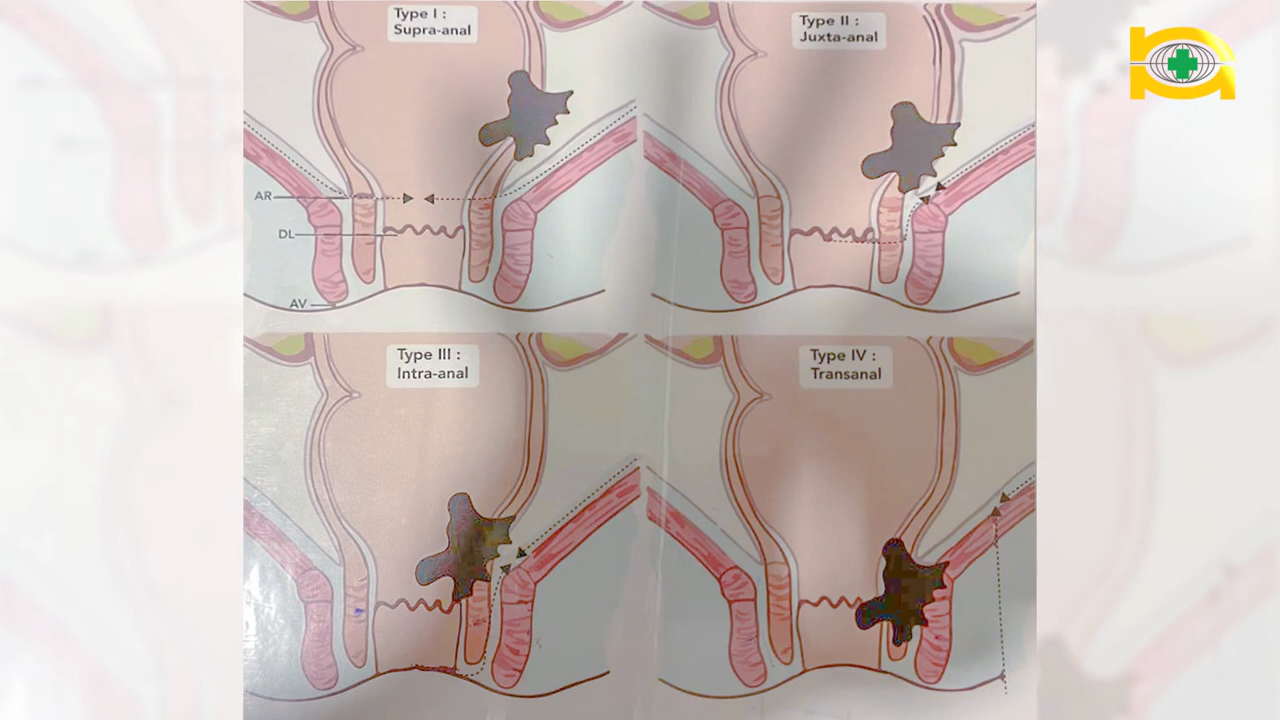 Type I :
Supra-anal
Type II :
Juxta-anal
AR
DL
AV
Type III :
Intra-anal
Type IV :
Transanal